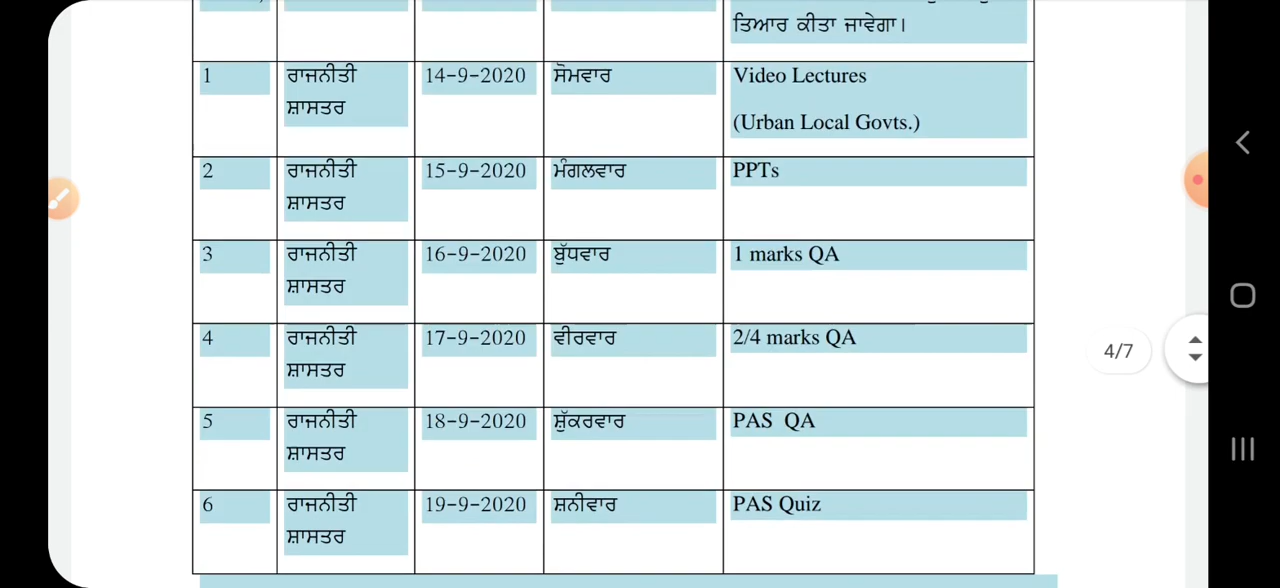 ਤਿਆਰ ਕੀਤਾ ਜਾਵੇਗਾ।
1 ਰਾਜਨੀਤੀ 14-9-2020 ਸੋਮਵਾਰ Video Lectures
ਸ਼ਾਸਤਰ
(Urban Local Govts.)
2 ਰਾਜਨੀਤੀ 15-9-2020 ਮੰਗਲਵਾਰ PPTs
ਸ਼ਾਸਤਰ
3 ਰਾਜਨੀਤੀ 16-9-2020 ਬੁੱਧਵਾਰ 1 marks QA
ਸ਼ਾਸਤਰ
4 ਰਾਜਨੀਤੀ 17-9-2020 ਵੀਰਵਾਰ 2/4 marks QA
ਸ਼ਾਸਤਰ
4/7
5 ਰਾਜਨੀਤੀ 18-9-2020 ਸ਼ੁੱਕਰਵਾਰ PAS QA
ਸ਼ਾਸਤਰ
6 ਰਾਜਨੀਤੀ 19-9-2020 ਸ਼ਨੀਵਾਰ PAS Quiz
ਸ਼ਾਸਤਰ